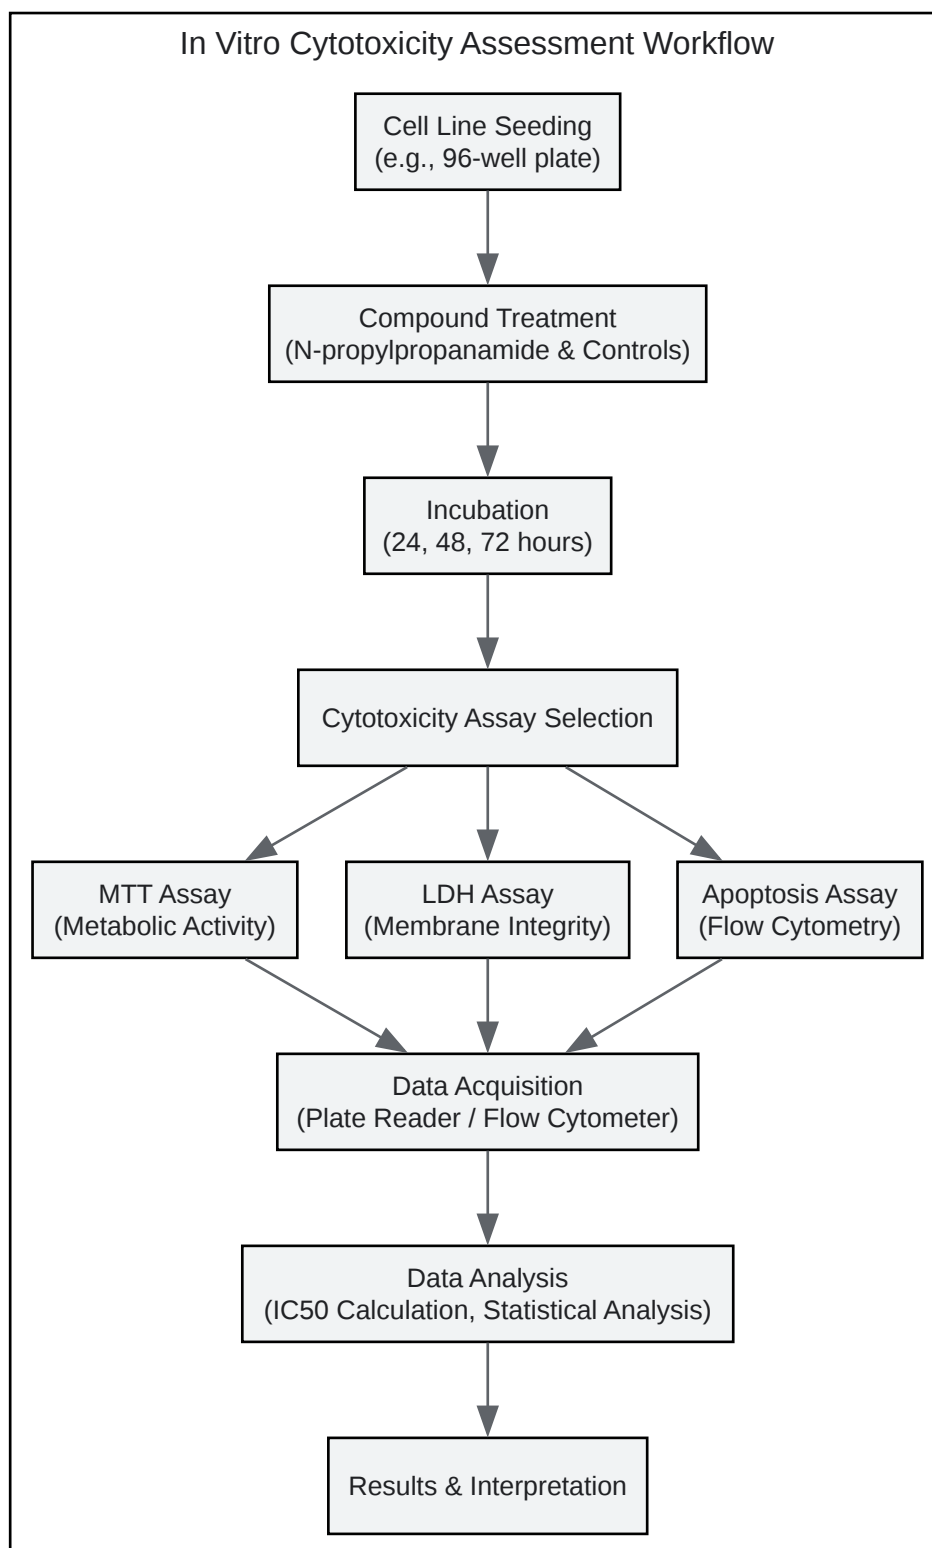 In Vitro Cytotoxicity Assessment Workflow
Cell Line Seeding
(e.g., 96-well plate)
Compound Treatment
(N-propylpropanamide & Controls)
Incubation
(24, 48, 72 hours)
Cytotoxicity Assay Selection
MTT Assay
(Metabolic Activity)
LDH Assay
(Membrane Integrity)
Apoptosis Assay
(Flow Cytometry)
Data Acquisition
(Plate Reader / Flow Cytometer)
Data Analysis
(IC50 Calculation, Statistical Analysis)
Results & Interpretation